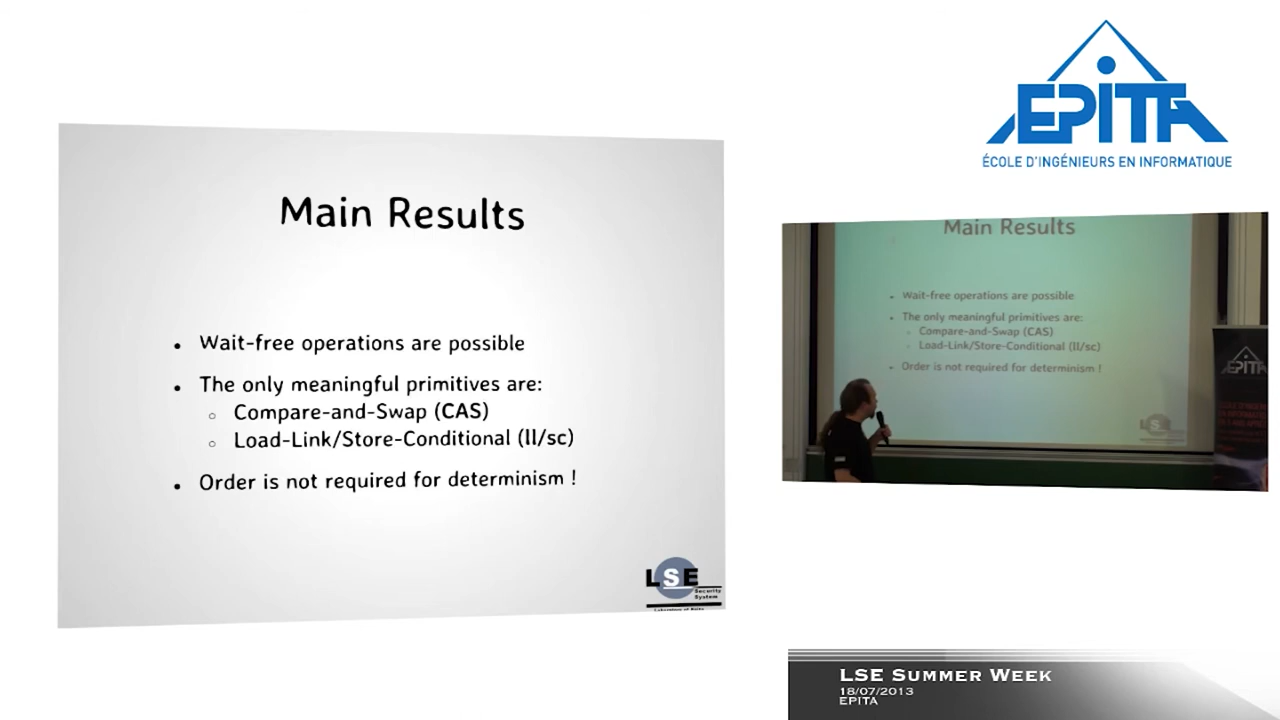 Main Results
• Wait-free operations are possible
• The only meaningful primitives are:
○ Compare-and-Swap (CAS)
○ Load-Link/Store-Conditional (ll/sc)
• Order is not required for determinism !
LSE
Security
System
EPITA
ÉCOLE D'INGÉNIEURS EN INFORMATIQUE
Main Results
• Wait-free operations are possible
• The only meaningful primitives are:
○ Compare-and-Swap (CAS)
○ Load-Link/Store-Conditional (ll/sc)
• Order is not required for determinism !
LSE
EPITA
LSE SUMMER WEEK
18/07/2013
EPITA